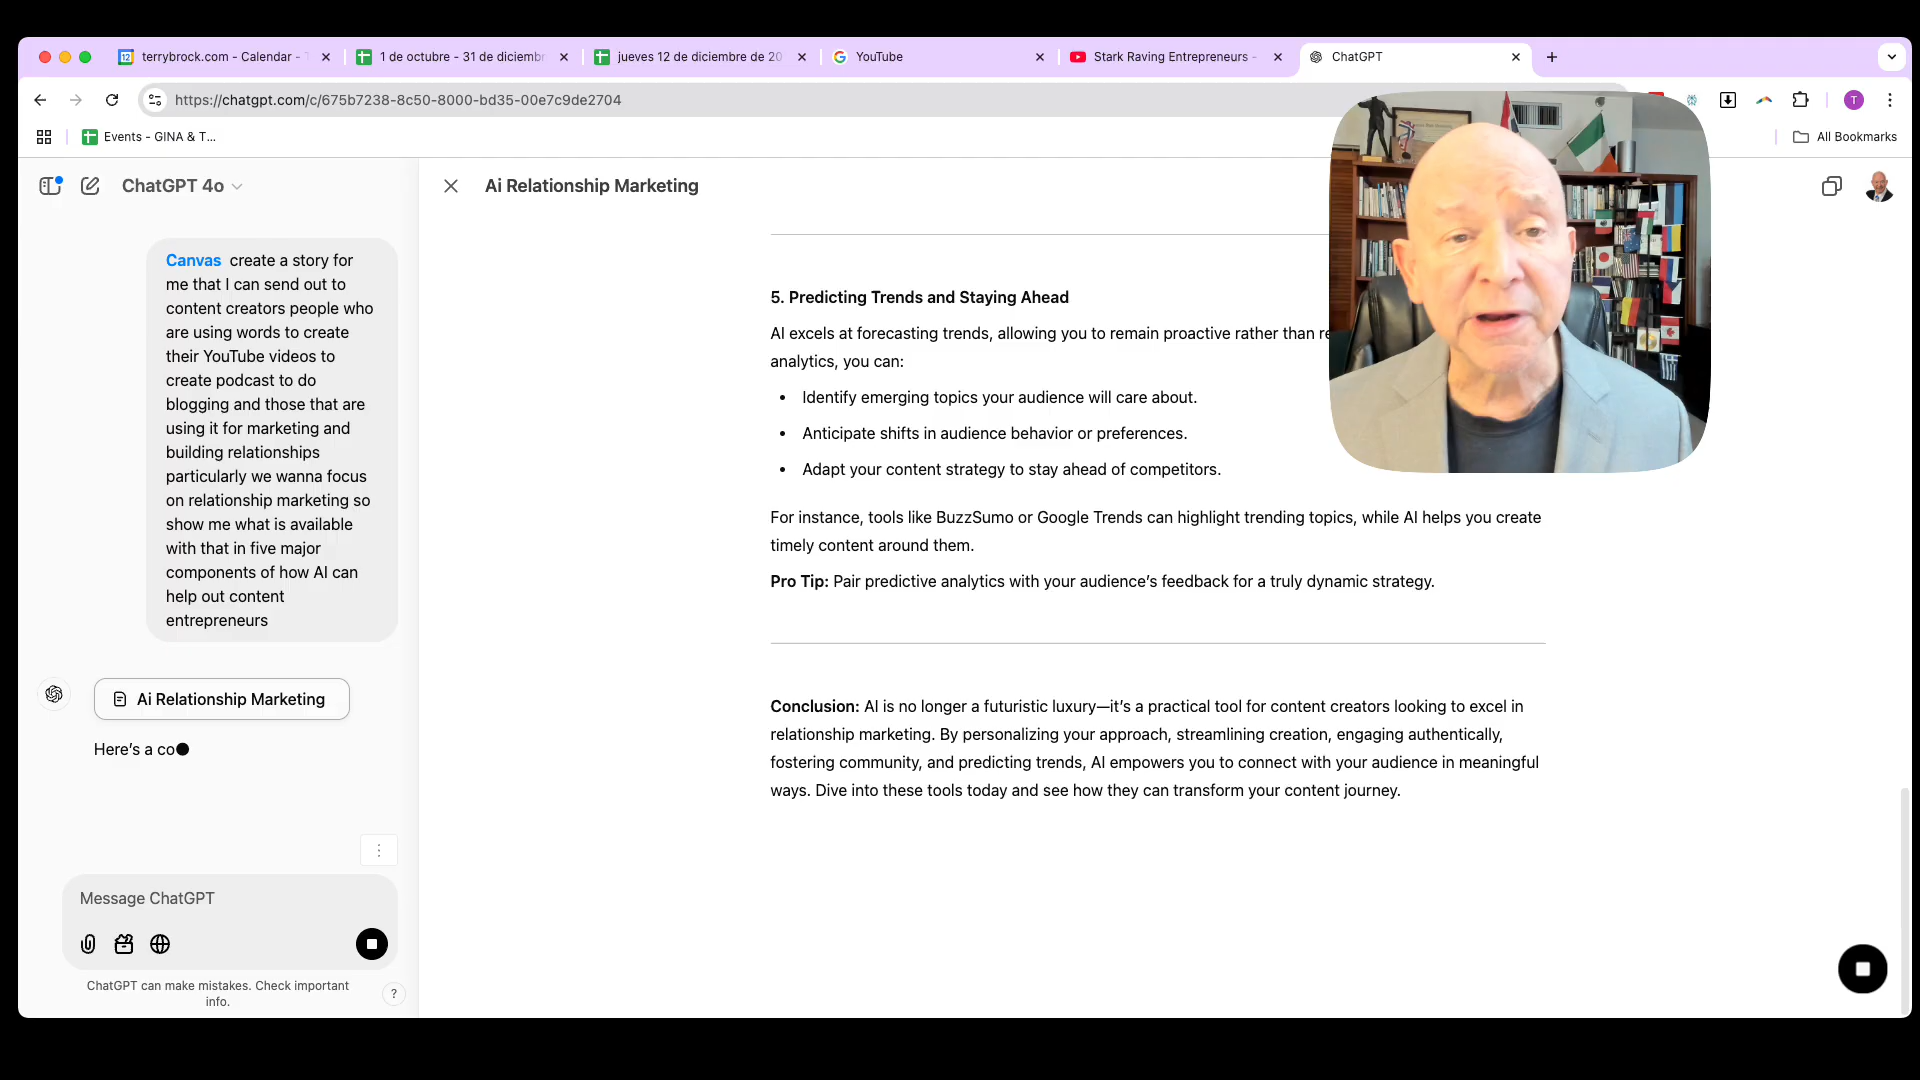 terrybrock.com - Calendar -
1 de octubre - 31 de diciembr
jueves 12 de diciembre de 20
YouTube
Stark Raving Entrepreneurs -
ChatGPT
https://chatgpt.com/c/675b7238-8c50-8000-bd35-00e7c9de2704
T
Events - GINA & T...
All Bookmarks
ChatGPT 4o
Canvas create a story for
me that I can send out to
content creators people who
are using words to create
their YouTube videos to
create podcast to do
blogging and those that are
using it for marketing and
building relationships
particularly we wanna focus
on relationship marketing so
show me what is available
with that in five major
components of how AI can
help out content
entrepreneurs
Ai Relationship Marketing
Here's a co
Message ChatGPT
ChatGPT can make mistakes. Check important
info.
?
Ai Relationship Marketing
5. Predicting Trends and Staying Ahead
AI excels at forecasting trends, allowing you to remain proactive rather than re
analytics, you can:
• Identify emerging topics your audience will care about.
• Anticipate shifts in audience behavior or preferences.
• Adapt your content strategy to stay ahead of competitors.
For instance, tools like BuzzSumo or Google Trends can highlight trending topics, while AI helps you create
timely content around them.
Pro Tip: Pair predictive analytics with your audience's feedback for a truly dynamic strategy.
Conclusion: AI is no longer a futuristic luxury—it's a practical tool for content creators looking to excel in
relationship marketing. By personalizing your approach, streamlining creation, engaging authentically,
fostering community, and predicting trends, AI empowers you to connect with your audience in meaningful
ways. Dive into these tools today and see how they can transform your content journey.